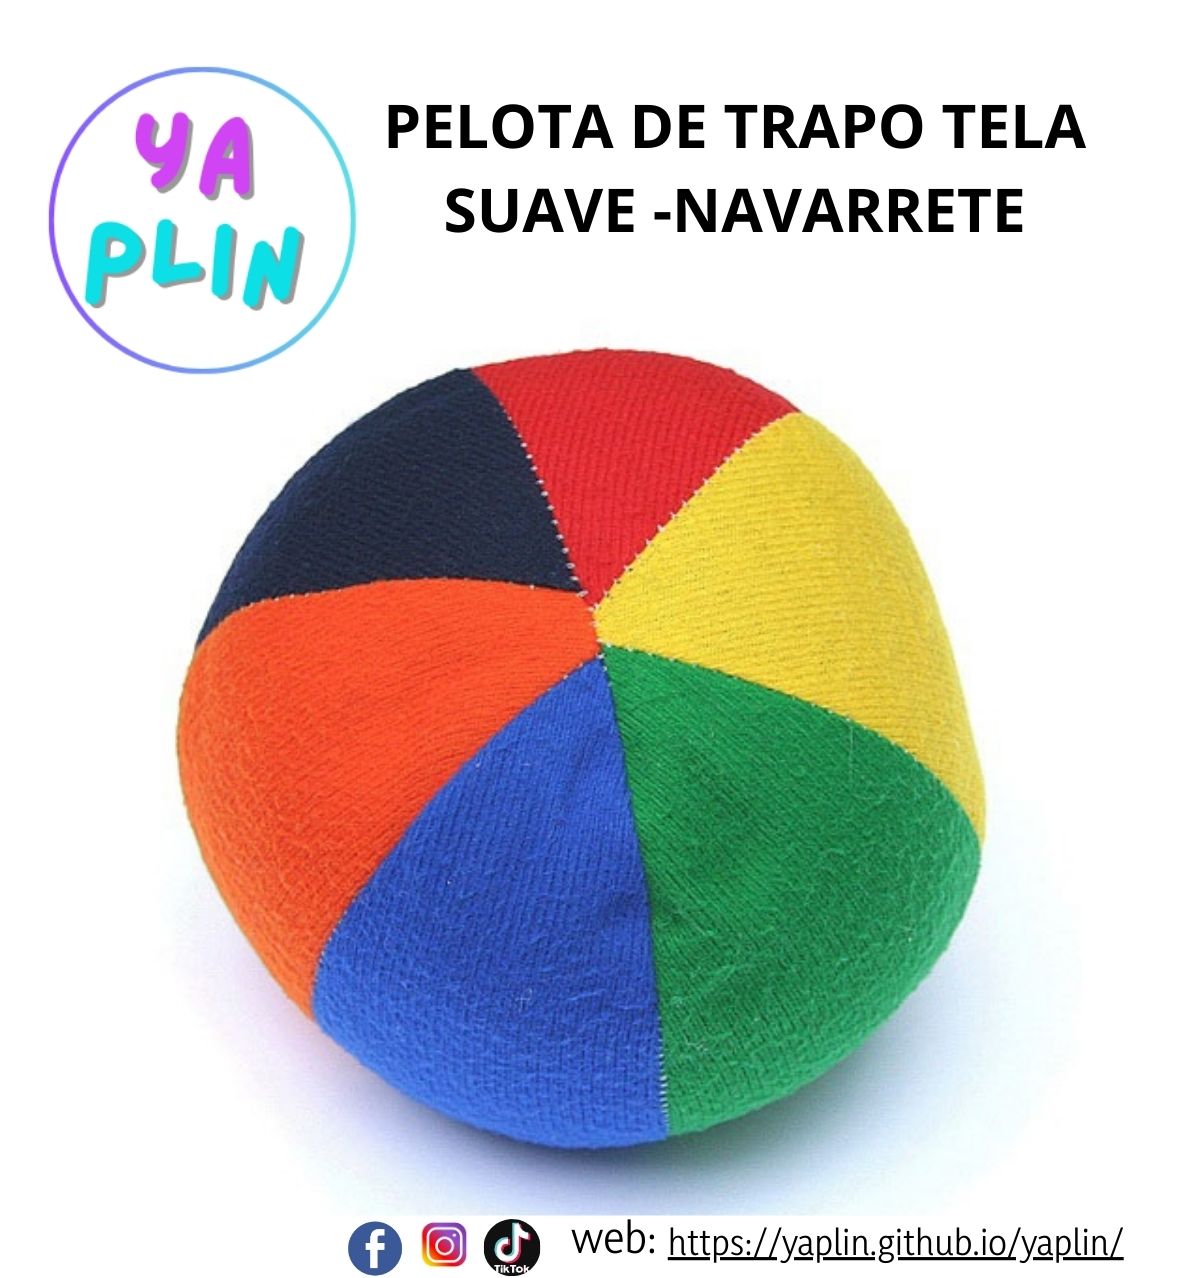 YA
PLIN
PELOTA DE TRAPO TELA
SUAVE -NAVARRETE
TikTok
web: https://yaplin.github.io/yaplin/